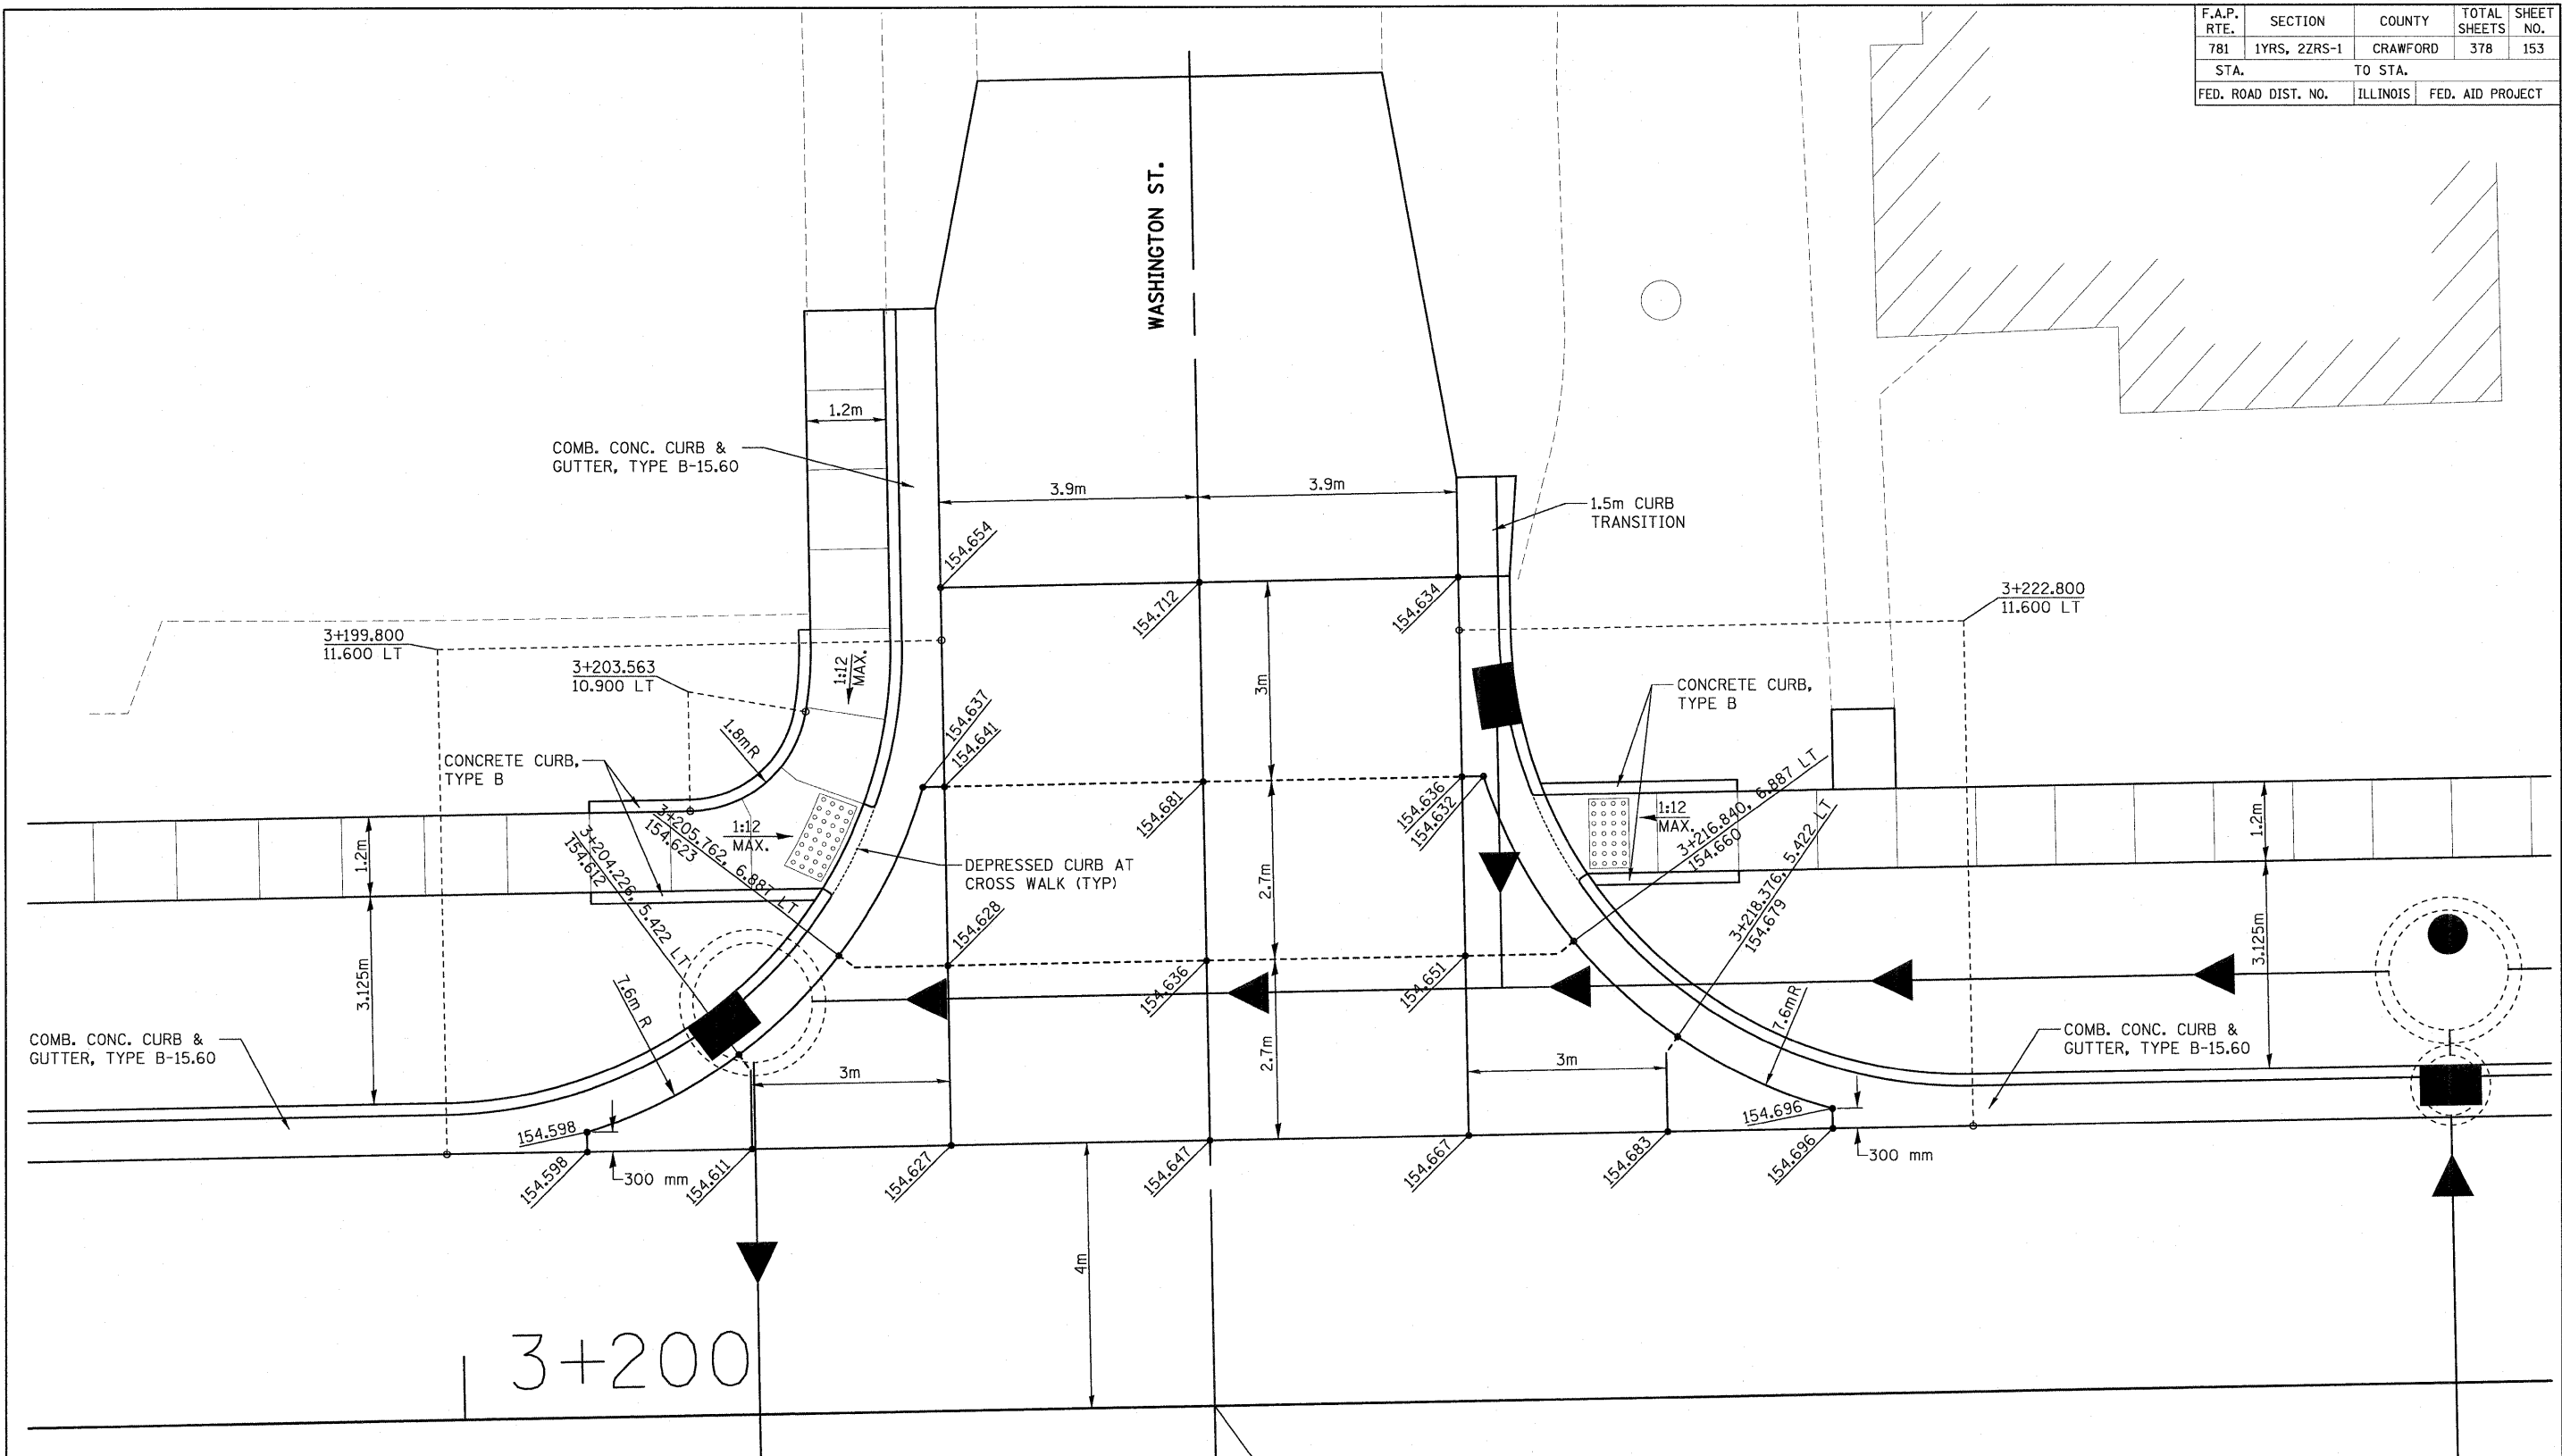 F.A.P. RTE. SECTION COUNTY TOTAL SHEETS SHEET NO.
781 1YRS, 2ZRS-1 CRAWFORD 378 153
STA. TO STA.
FED. ROAD DIST. NO. ILLINOIS FED. AID PROJECT
WASHINGTON ST.
1.2m
COMB. CONC. CURB &
GUTTER, TYPE B-15.60
3.9m
3.9m
1.5m CURB
TRANSITION
154.654
154.712
154.634
3+222.800
11.600 LT
3+199.800
11.600 LT
3+203.563
10.900 LT
1:12
MAX.
3m
CONCRETE CURB,
TYPE B
154.637
154.641
1.8mR
CONCRETE CURB,
TYPE B
154.681
154.636
154.632
1:12
MAX.
3+216.840, 6.887 LT
154.660
1.2m
1.2m
1:12
MAX.
3+205.762, 6.887 LT
154.623
3+204.226, 5.422 LT
154.612
DEPRESSED CURB AT
CROSS WALK (TYP)
2.7m
3+218.376, 5.422 LT
154.679
154.628
154.636
154.651
3.125m
3.125m
7.6m R
7.6mR
COMB. CONC. CURB &
GUTTER, TYPE B-15.60
COMB. CONC. CURB &
GUTTER, TYPE B-15.60
3m
2.7m
3m
154.598
154.696
154.598
300 mm
154.611
154.627
154.647
154.667
154.683
154.696
300 mm
4m
3+200